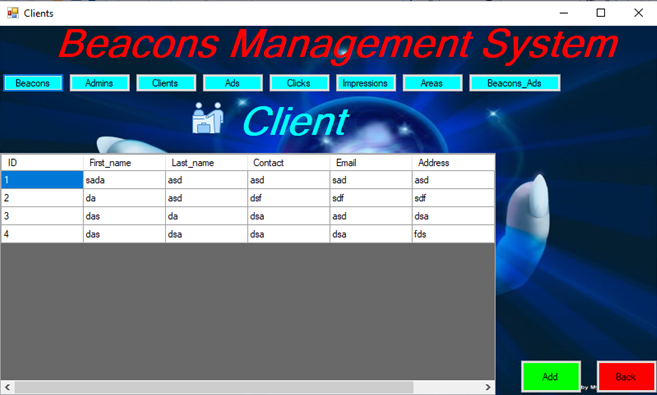 Clients
Beacons Management System
Beacons Admins Clients Ads Clicks Impressions Areas Beacons_Ads
Client
ID First_name Last_name Contact Email Address
1 sada asd asd sad asd
2 da asd dsf sdf sdf
3 das da dsa asd dsa
4 das dsa dsa dsa fds
Add by Back